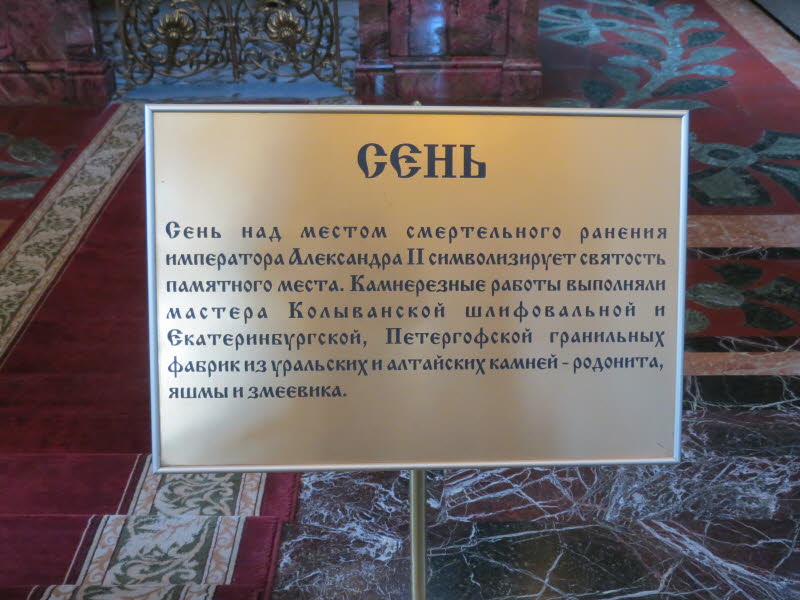 СЕНЬ
Сень над местом смертельного ранения
императора Александра II символизирует святость
памятного места. Камнерезные работы выполняли
мастера Колыванской шлифовальной и
Екатеринбургской, Петергофской гранильных
фабрик из уральских и алтайских камней - родонита,
яшмы и змеевика.